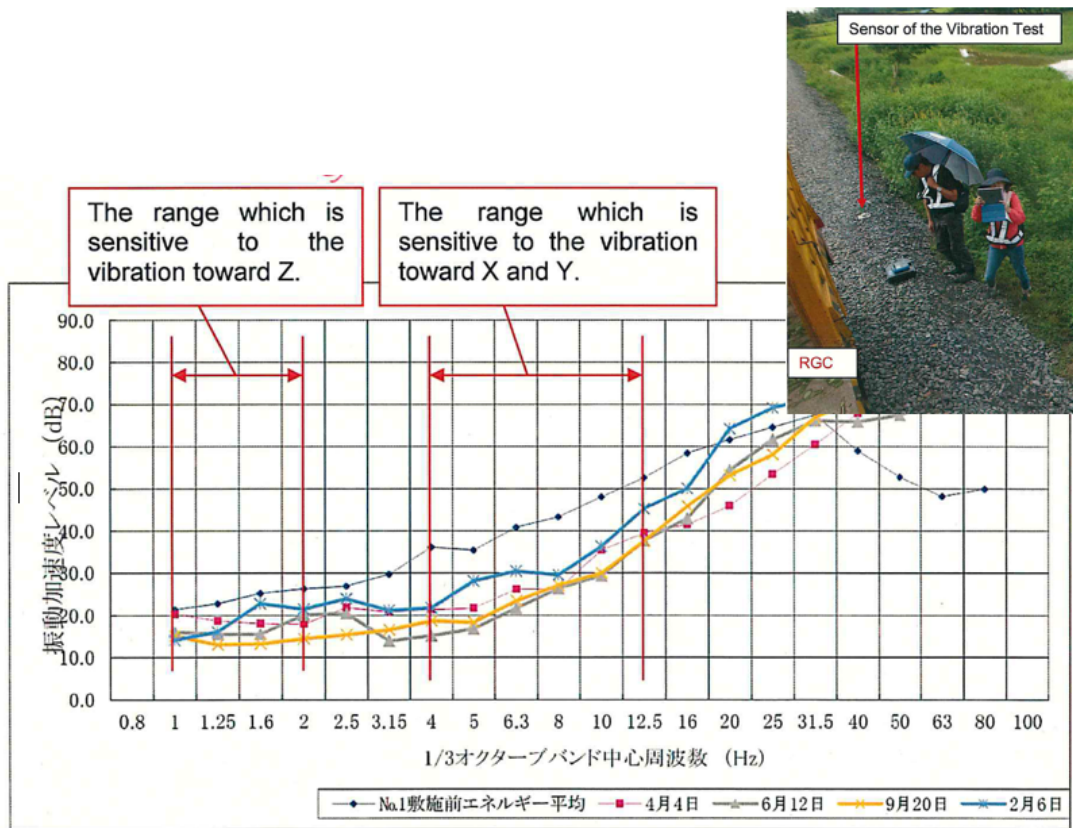 Sensor of the Vibration Test
The range which is
sensitive to the
vibration toward Z.
The range which is
sensitive to the vibration
toward X and Y.
RGC
振動加速度レベル (dB)
90.0
80.0
70.0
60.0
50.0
40.0
30.0
20.0
10.0
0.0
0.8 1 1.25 1.6 2 2.5 3.15 4 5 6.3 8 10 12.5 16 20 25 31.5 40 50 63 80 100
1/3オクターブバンド中心周波数 (Hz)
No.1敷施前エネルギー平均 4月4日 6月12日 9月20日 2月6日